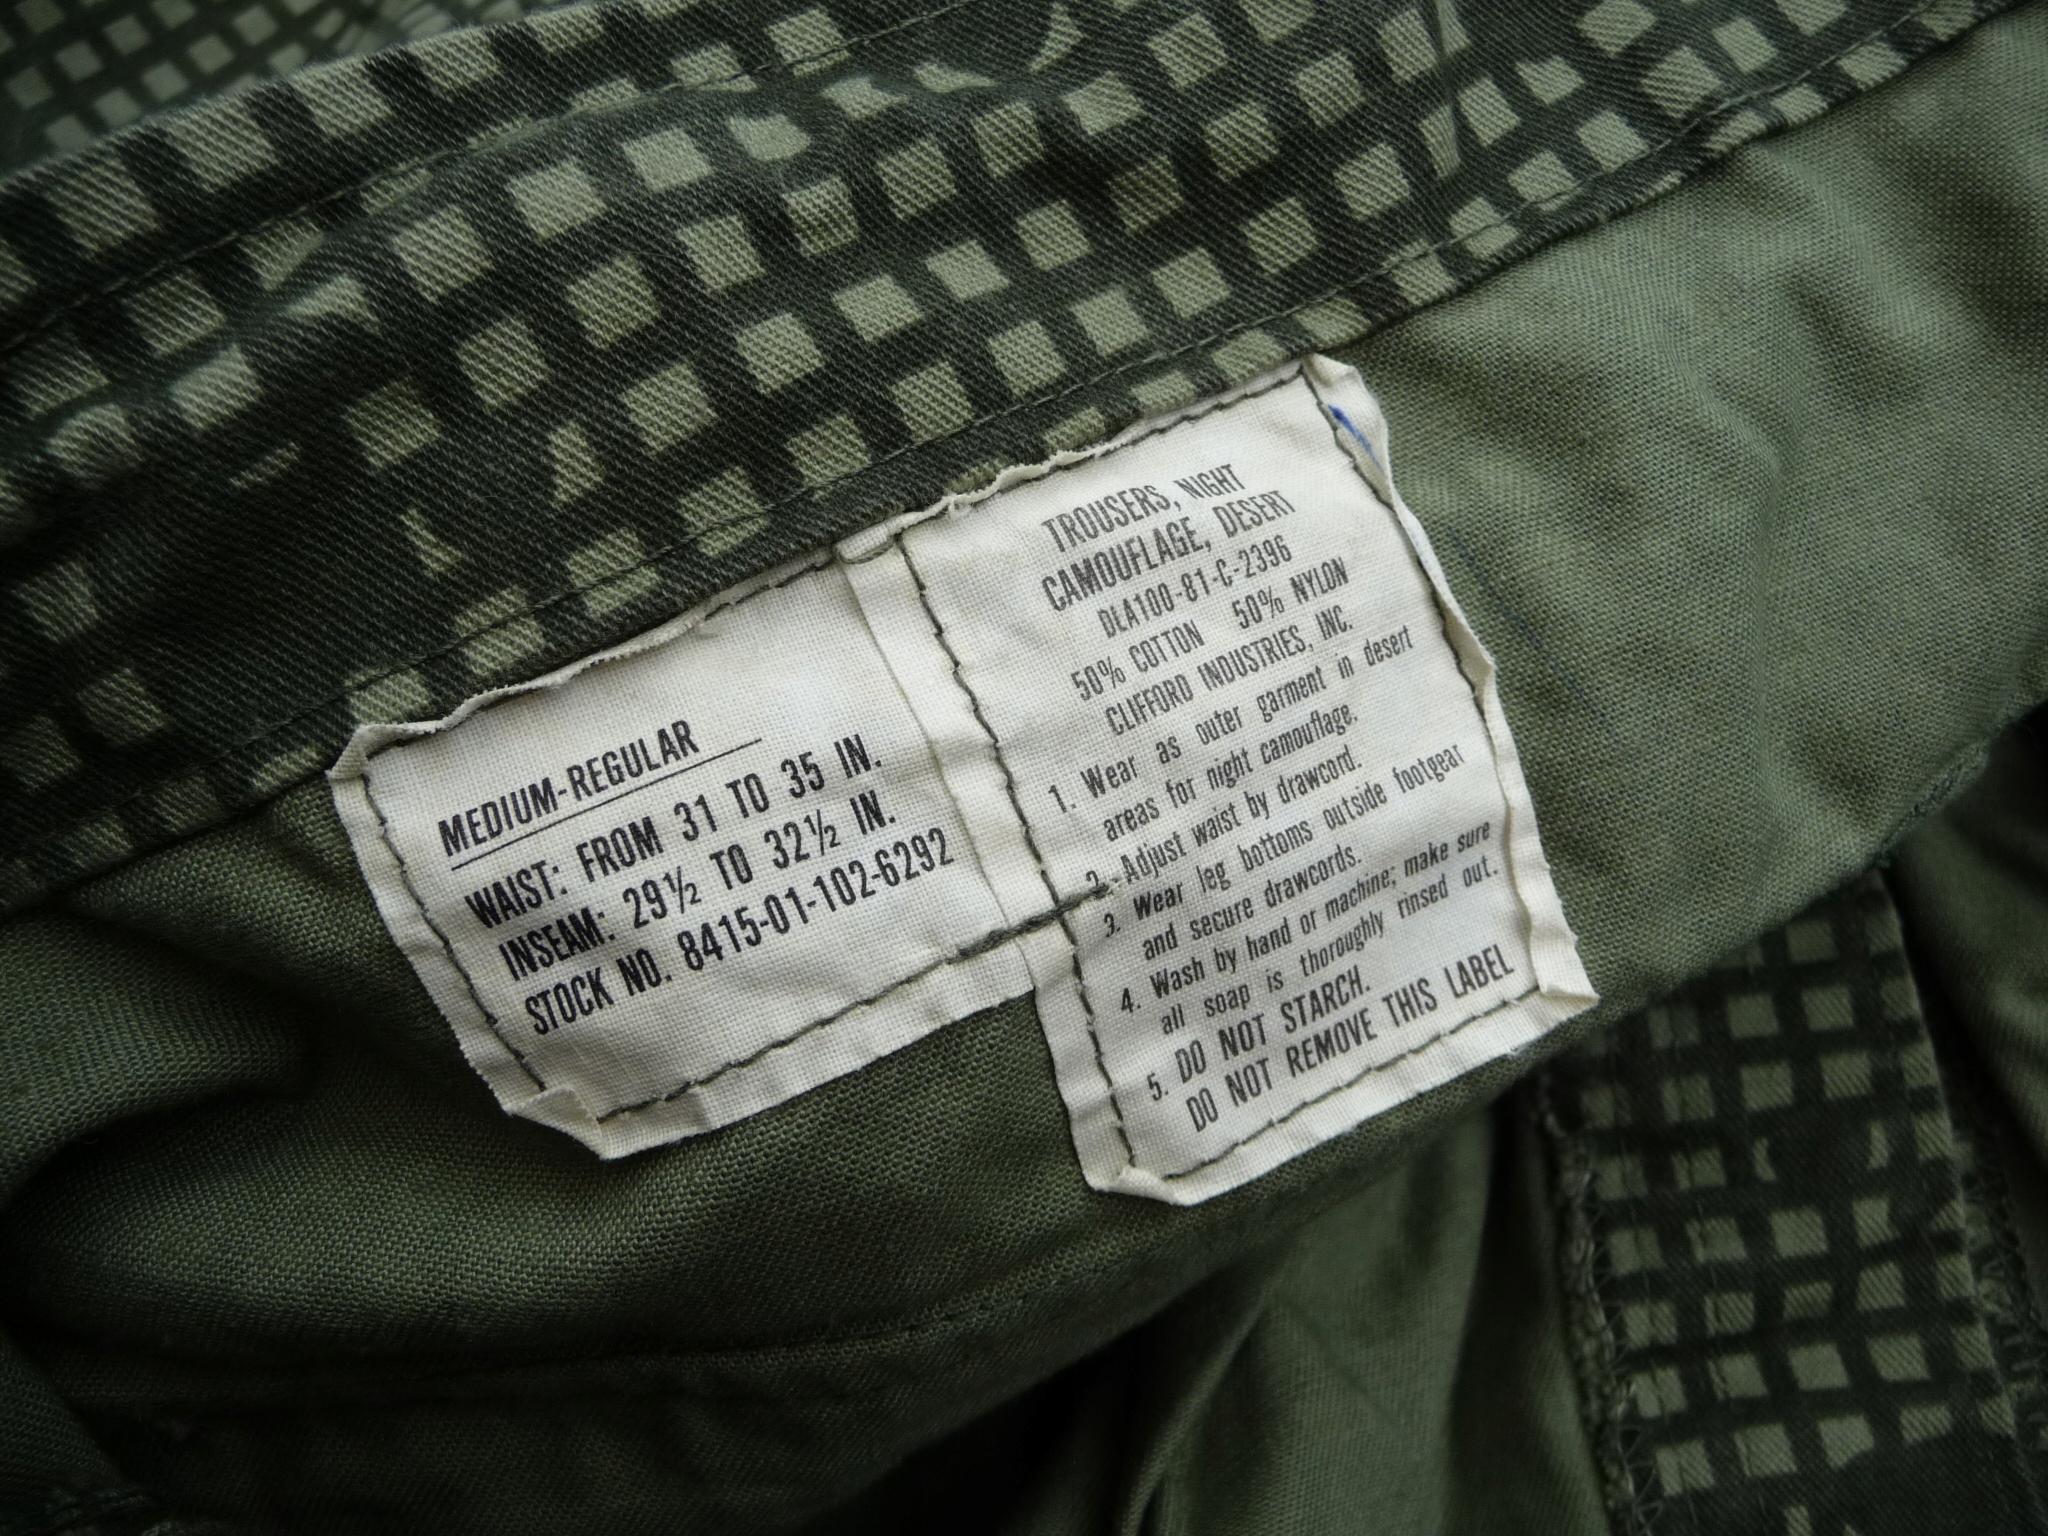 MEDIUM-REGULAR
WAIST: FROM 31 TO 35 IN.
INSEAM: 29½ TO 32½ IN.
STOCK NO. 8415-01-102-6292
TROUSERS, NIGHT
CAMOUFLAGE, DESERT
DLA100-81-C-2396
50% COTTON 50% NYLON
CLIFFORD INDUSTRIES, INC.
1. Wear as outer garment in desert
areas for night camouflage.
2. Adjust waist by drawcord.
3. Wear leg bottoms outside footgear
and secure drawcords.
4. Wash by hand or machine; make sure
all soap is thoroughly rinsed out.
5. DO NOT STARCH.
DO NOT REMOVE THIS LABEL